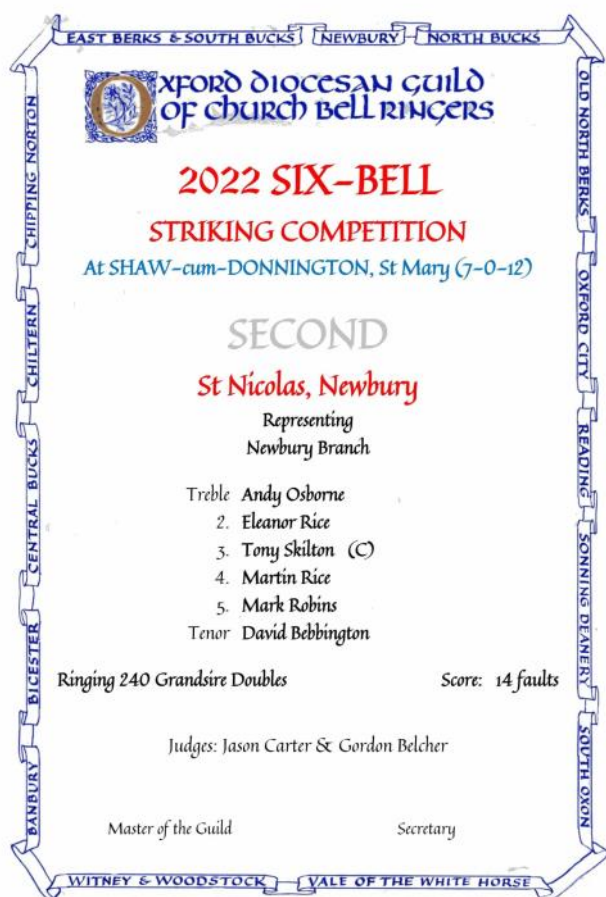 EAST BERKS & SOUTH BUCKS NEWBURY NORTH BUCKS
OXFORD DIOCESAN GUILD
OF CHURCH BELL RINGERS
2022 SIX-BELL
STRIKING COMPETITION
At SHAW-cum-DONNINGTON, St Mary (7-0-12)
SECOND
St Nicolas, Newbury
Representing
Newbury Branch
Treble Andy Osborne
2. Eleanor Rice
3. Tony Skilton (C)
4. Martin Rice
5. Mark Robins
Tenor David Bebbington
Ringing 240 Grandsire Doubles Score: 14 faults
Judges: Jason Carter & Gordon Belcher
Master of the Guild Secretary
CHIPPING NORTON
CHILTERN
CENTRAL BUCKS
BICESTER
BANBURY
OLD NORTH BERKS
OXFORD CITY
READING
SONNING DEANERY
SOUTH OXON
WITNEY & WOODSTOCK VALE OF THE WHITE HORSE